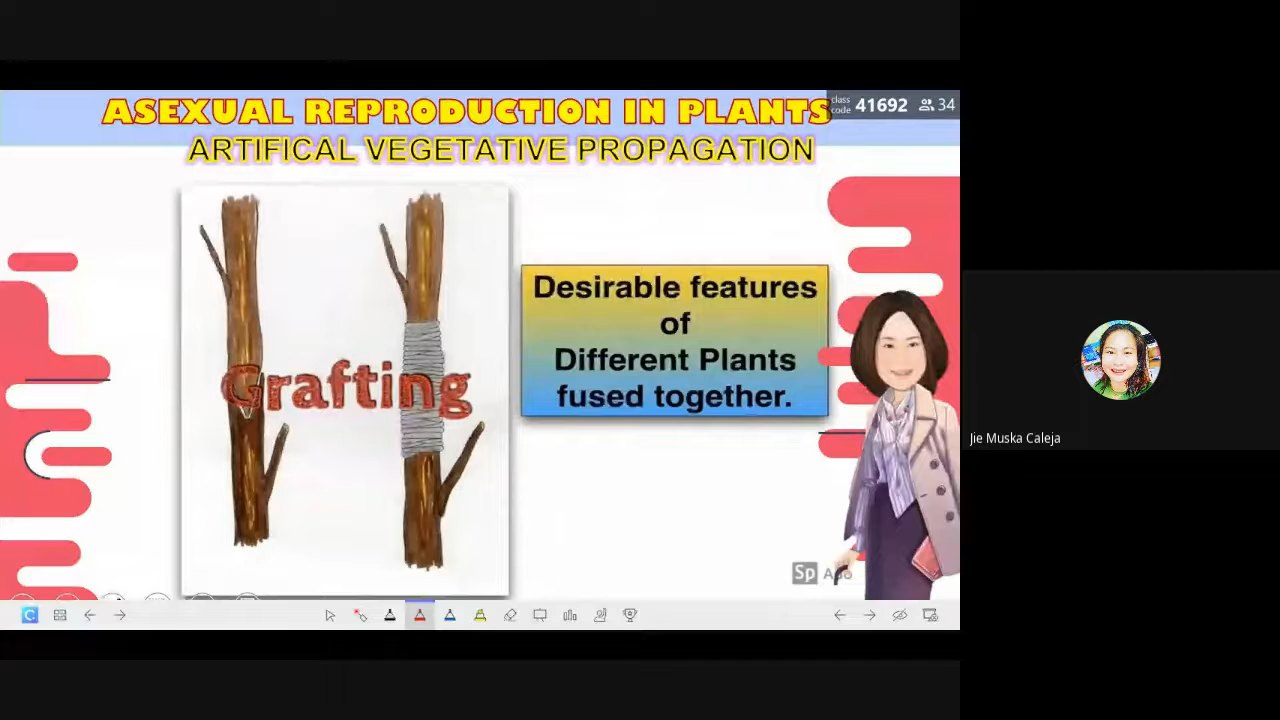 ASEXUAL REPRODUCTION IN PLANTS
class code 41692 34
ARTIFICAL VEGETATIVE PROPAGATION
Desirable features
of
Different Plants
fused together.
Grafting
Jie Muska Caleja
Sp